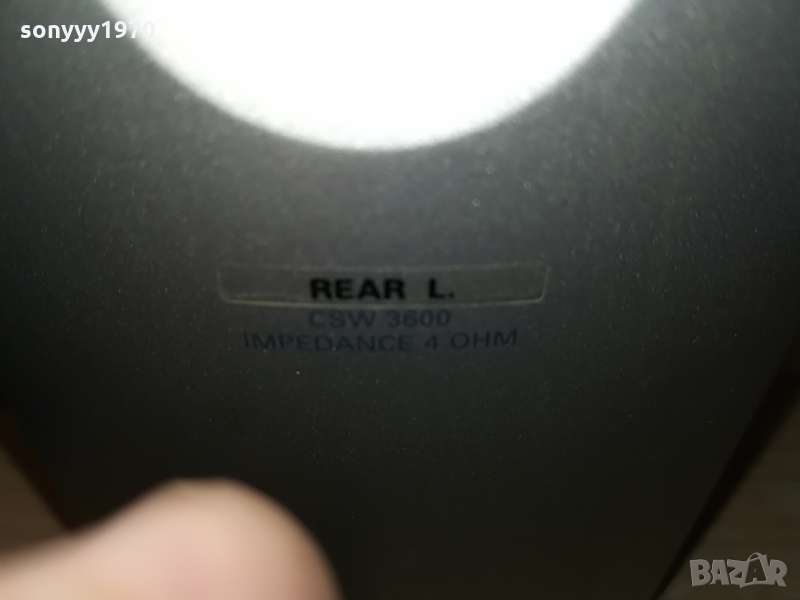 sonyyy1970
REAR L.
CSW 3600
IMPEDANCE 4 OHM
BAZAR